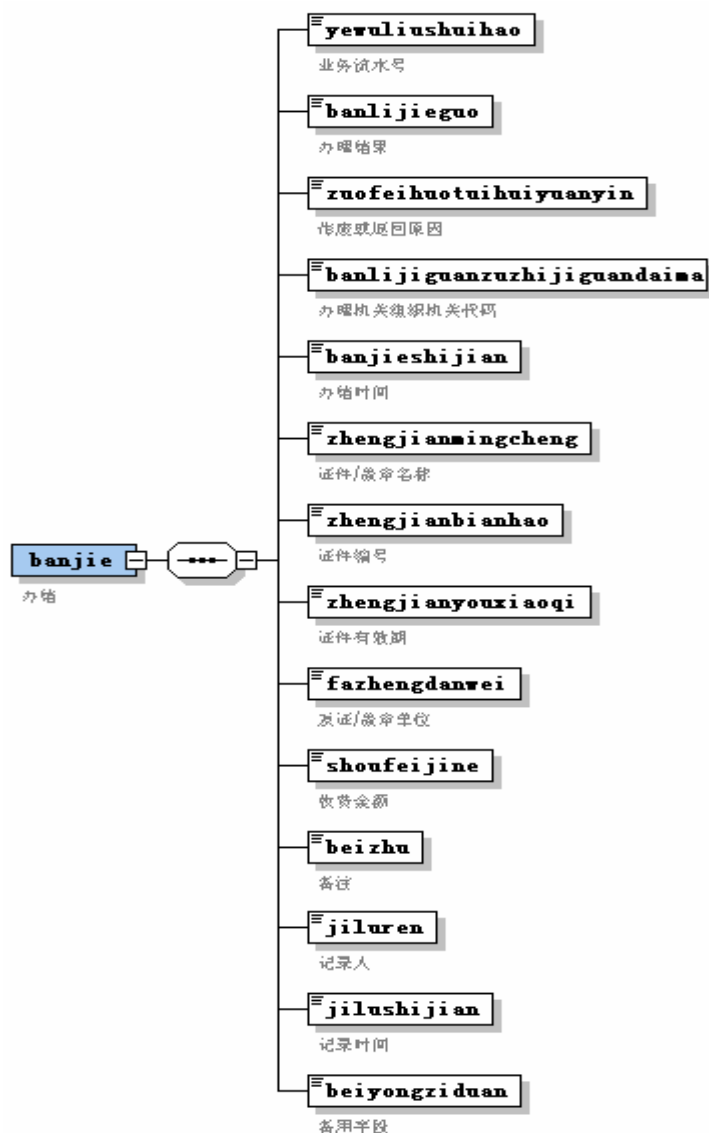 yewuliushuihao
业务流水号
banlijieguo
办理结果
zuofeihuotuihuiyuanyin
作废或返回原因
banlijiguanzuzhijiguandaima
办理机关组织机关代码
banjieshijian
办结时间
zhengjianmingcheng
证件/批命名称
zhengjianbianhao
证件编号
banjie
办结
zhengjianyouxiaoqi
证件有效期
fazhengdanwei
发证/批命单位
shoufeijine
收费金额
beizhu
备注
jiluren
记录人
jilushijian
记录时间
beiyongziduan
备用字段